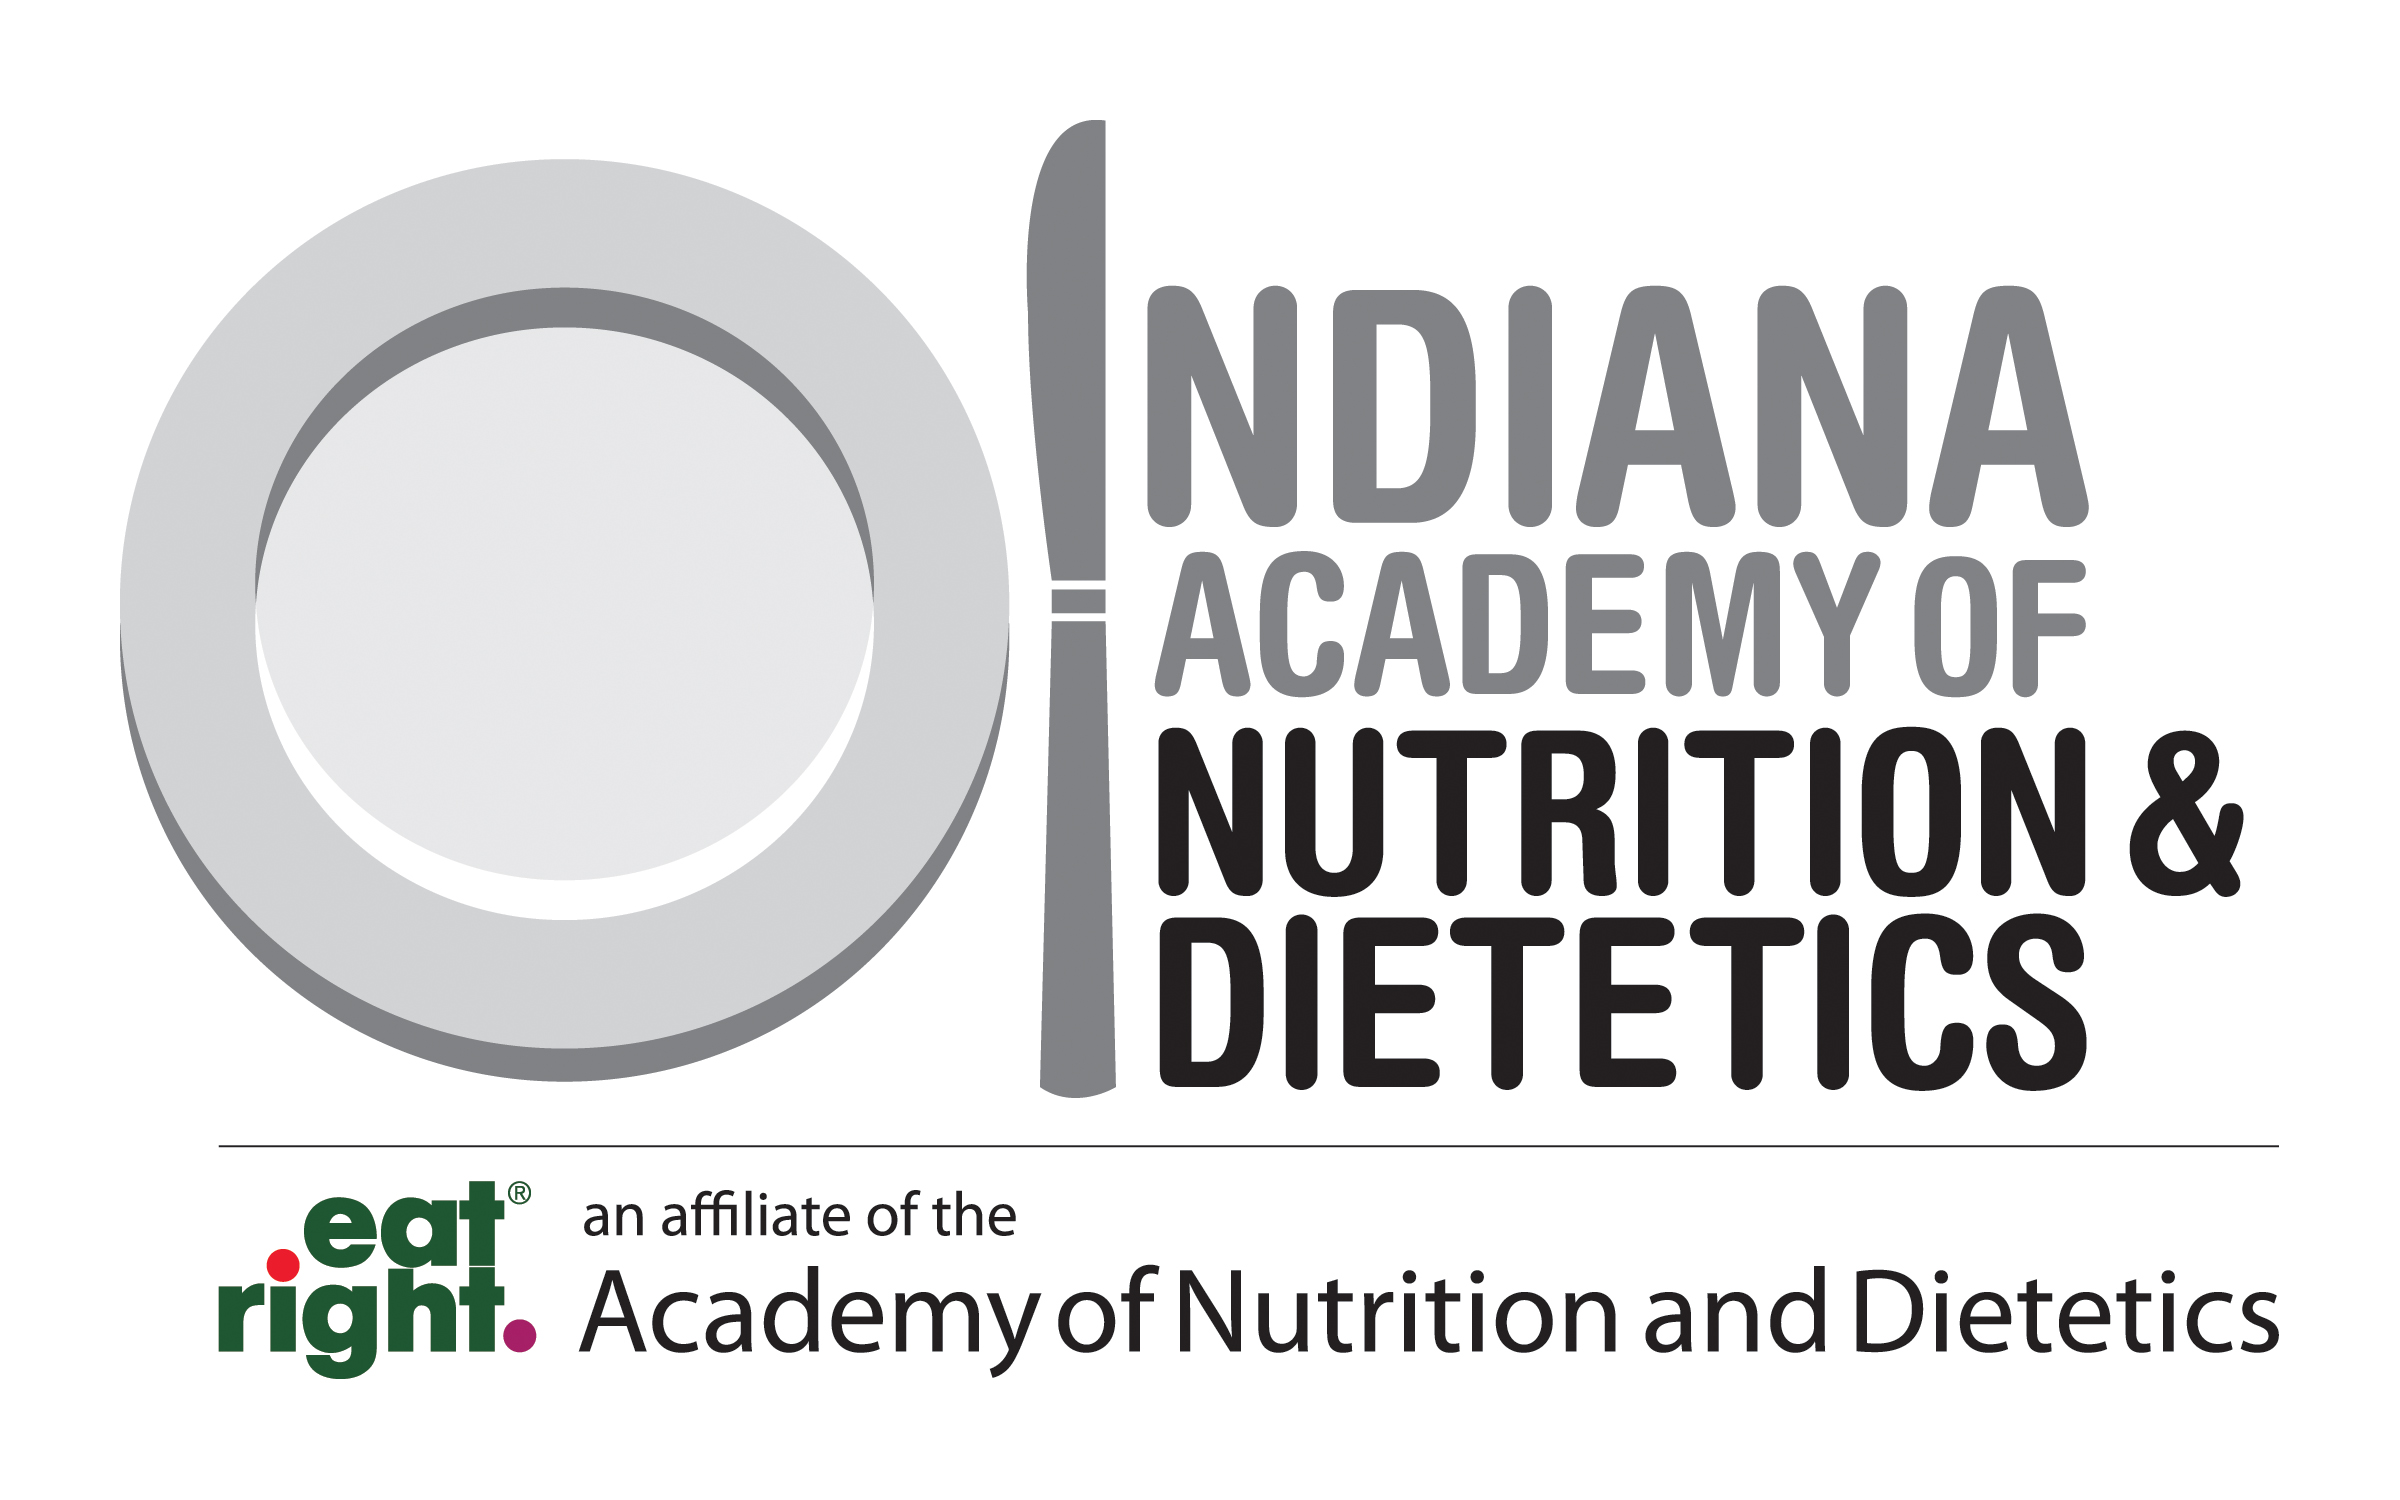 INDIANA
ACADEMY OF
NUTRITION &
DIETETICS
eat®
right.
an affiliate of the
Academy of Nutrition and Dietetics